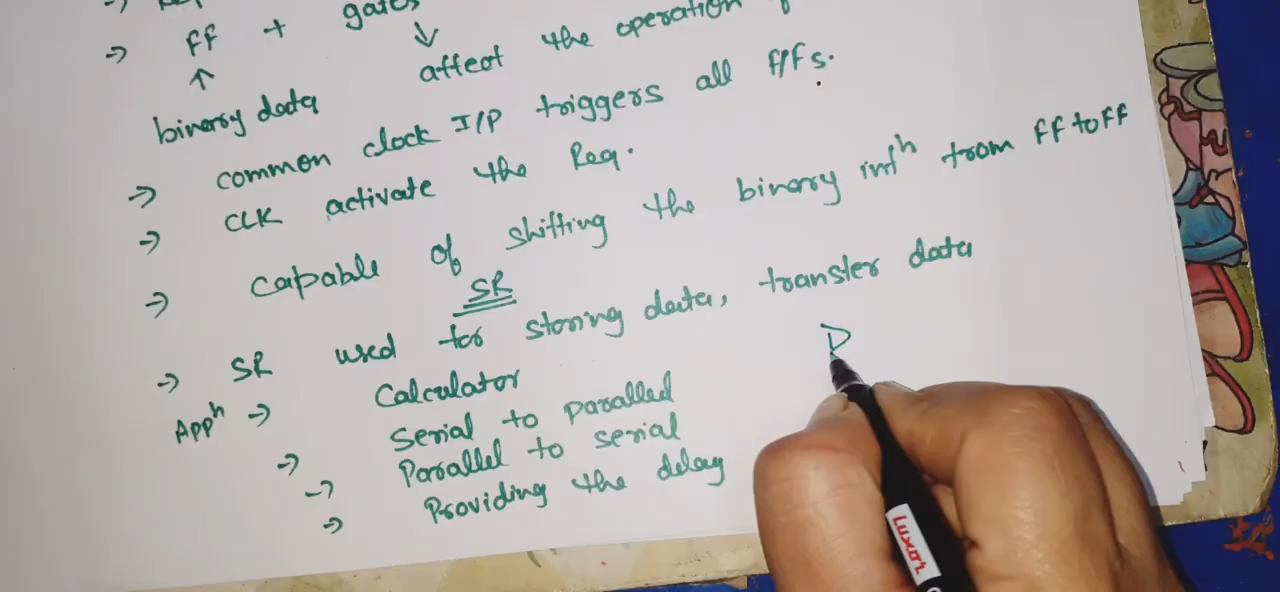 → FF + gates
affect the operation
binary data
→ common clock I/P triggers all F/Fs.
→ CLK activate the Reg.
→ capable of shifting the binary infⁿ from FF to FF
SR
→ SR used for storing data, transfer data
Appⁿ → Calculator
→ Serial to paralled
→ Parallel to serial
→ Providing the delay
D
Luxor